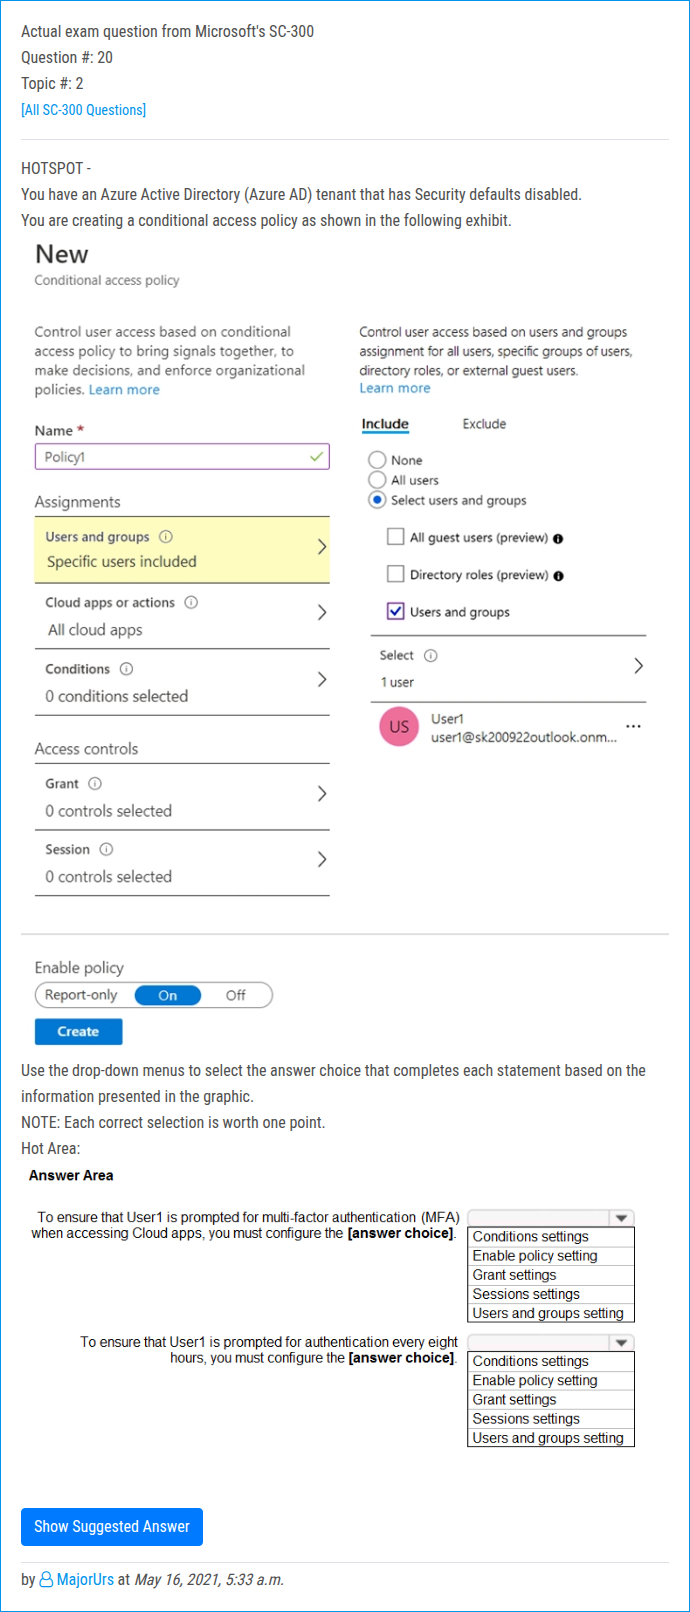 Actual exam question from Microsoft's SC-300
Question #: 20
Topic #: 2
[All SC-300 Questions]
HOTSPOT -
You have an Azure Active Directory (Azure AD) tenant that has Security defaults disabled.
You are creating a conditional access policy as shown in the following exhibit.
New
Conditional access policy
Control user access based on conditional
access policy to bring signals together, to
make decisions, and enforce organizational
policies. Learn more
Name *
Policy1
Assignments
Users and groups
Specific users included
Cloud apps or actions
All cloud apps
Conditions
0 conditions selected
Access controls
Grant
0 controls selected
Session
0 controls selected
Control user access based on users and groups
assignment for all users, specific groups of users,
directory roles, or external guest users.
Learn more
Include Exclude
None
All users
Select users and groups
All guest users (preview)
Directory roles (preview)
Users and groups
Select
1 user
US
User1
user1@sk200922outlook.onm...
Enable policy
Report-only On Off
Create
Use the drop-down menus to select the answer choice that completes each statement based on the
information presented in the graphic.
NOTE: Each correct selection is worth one point.
Hot Area:
Answer Area
To ensure that User1 is prompted for multi-factor authentication (MFA)
when accessing Cloud apps, you must configure the [answer choice].
Conditions settings
Enable policy setting
Grant settings
Sessions settings
Users and groups setting
To ensure that User1 is prompted for authentication every eight
hours, you must configure the [answer choice].
Conditions settings
Enable policy setting
Grant settings
Sessions settings
Users and groups setting
Show Suggested Answer
by MajorUrs at May 16, 2021, 5:33 a.m.